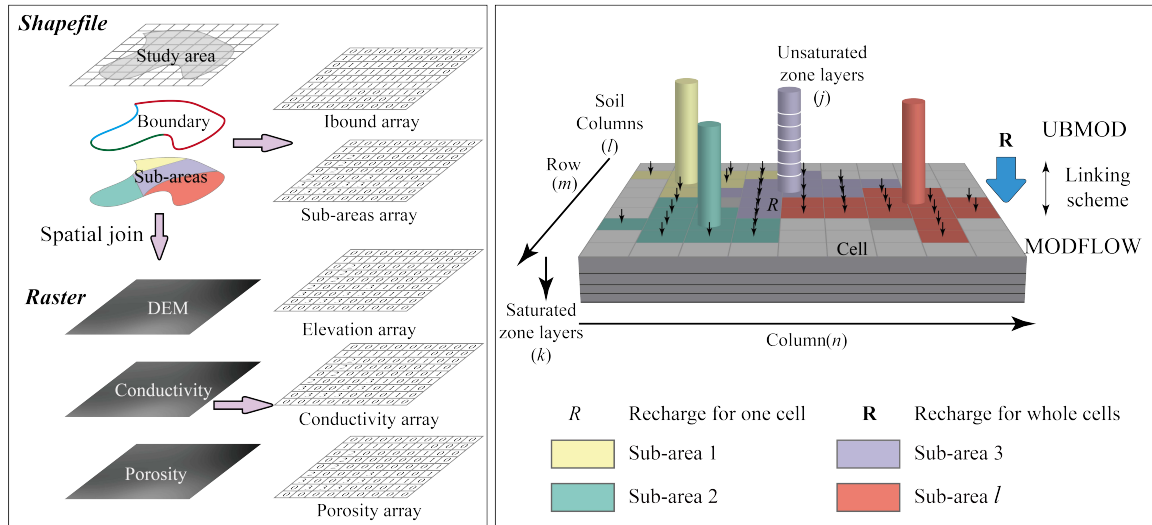 Shapefile
Study area
Boundary
Sub-areas
Spatial join
Raster
DEM
Conductivity
Porosity
Ibound array
Sub-areas array
Elevation array
Conductivity array
Porosity array
Unsaturated
zone layers
(j)
Soil
Columns
(l)
Row
(m)
R
Cell
Saturated
zone layers
(k)
Column(n)
R
UBMOD
Linking
scheme
MODFLOW
R Recharge for one cell
R Recharge for whole cells
Sub-area 1
Sub-area 3
Sub-area 2
Sub-area l